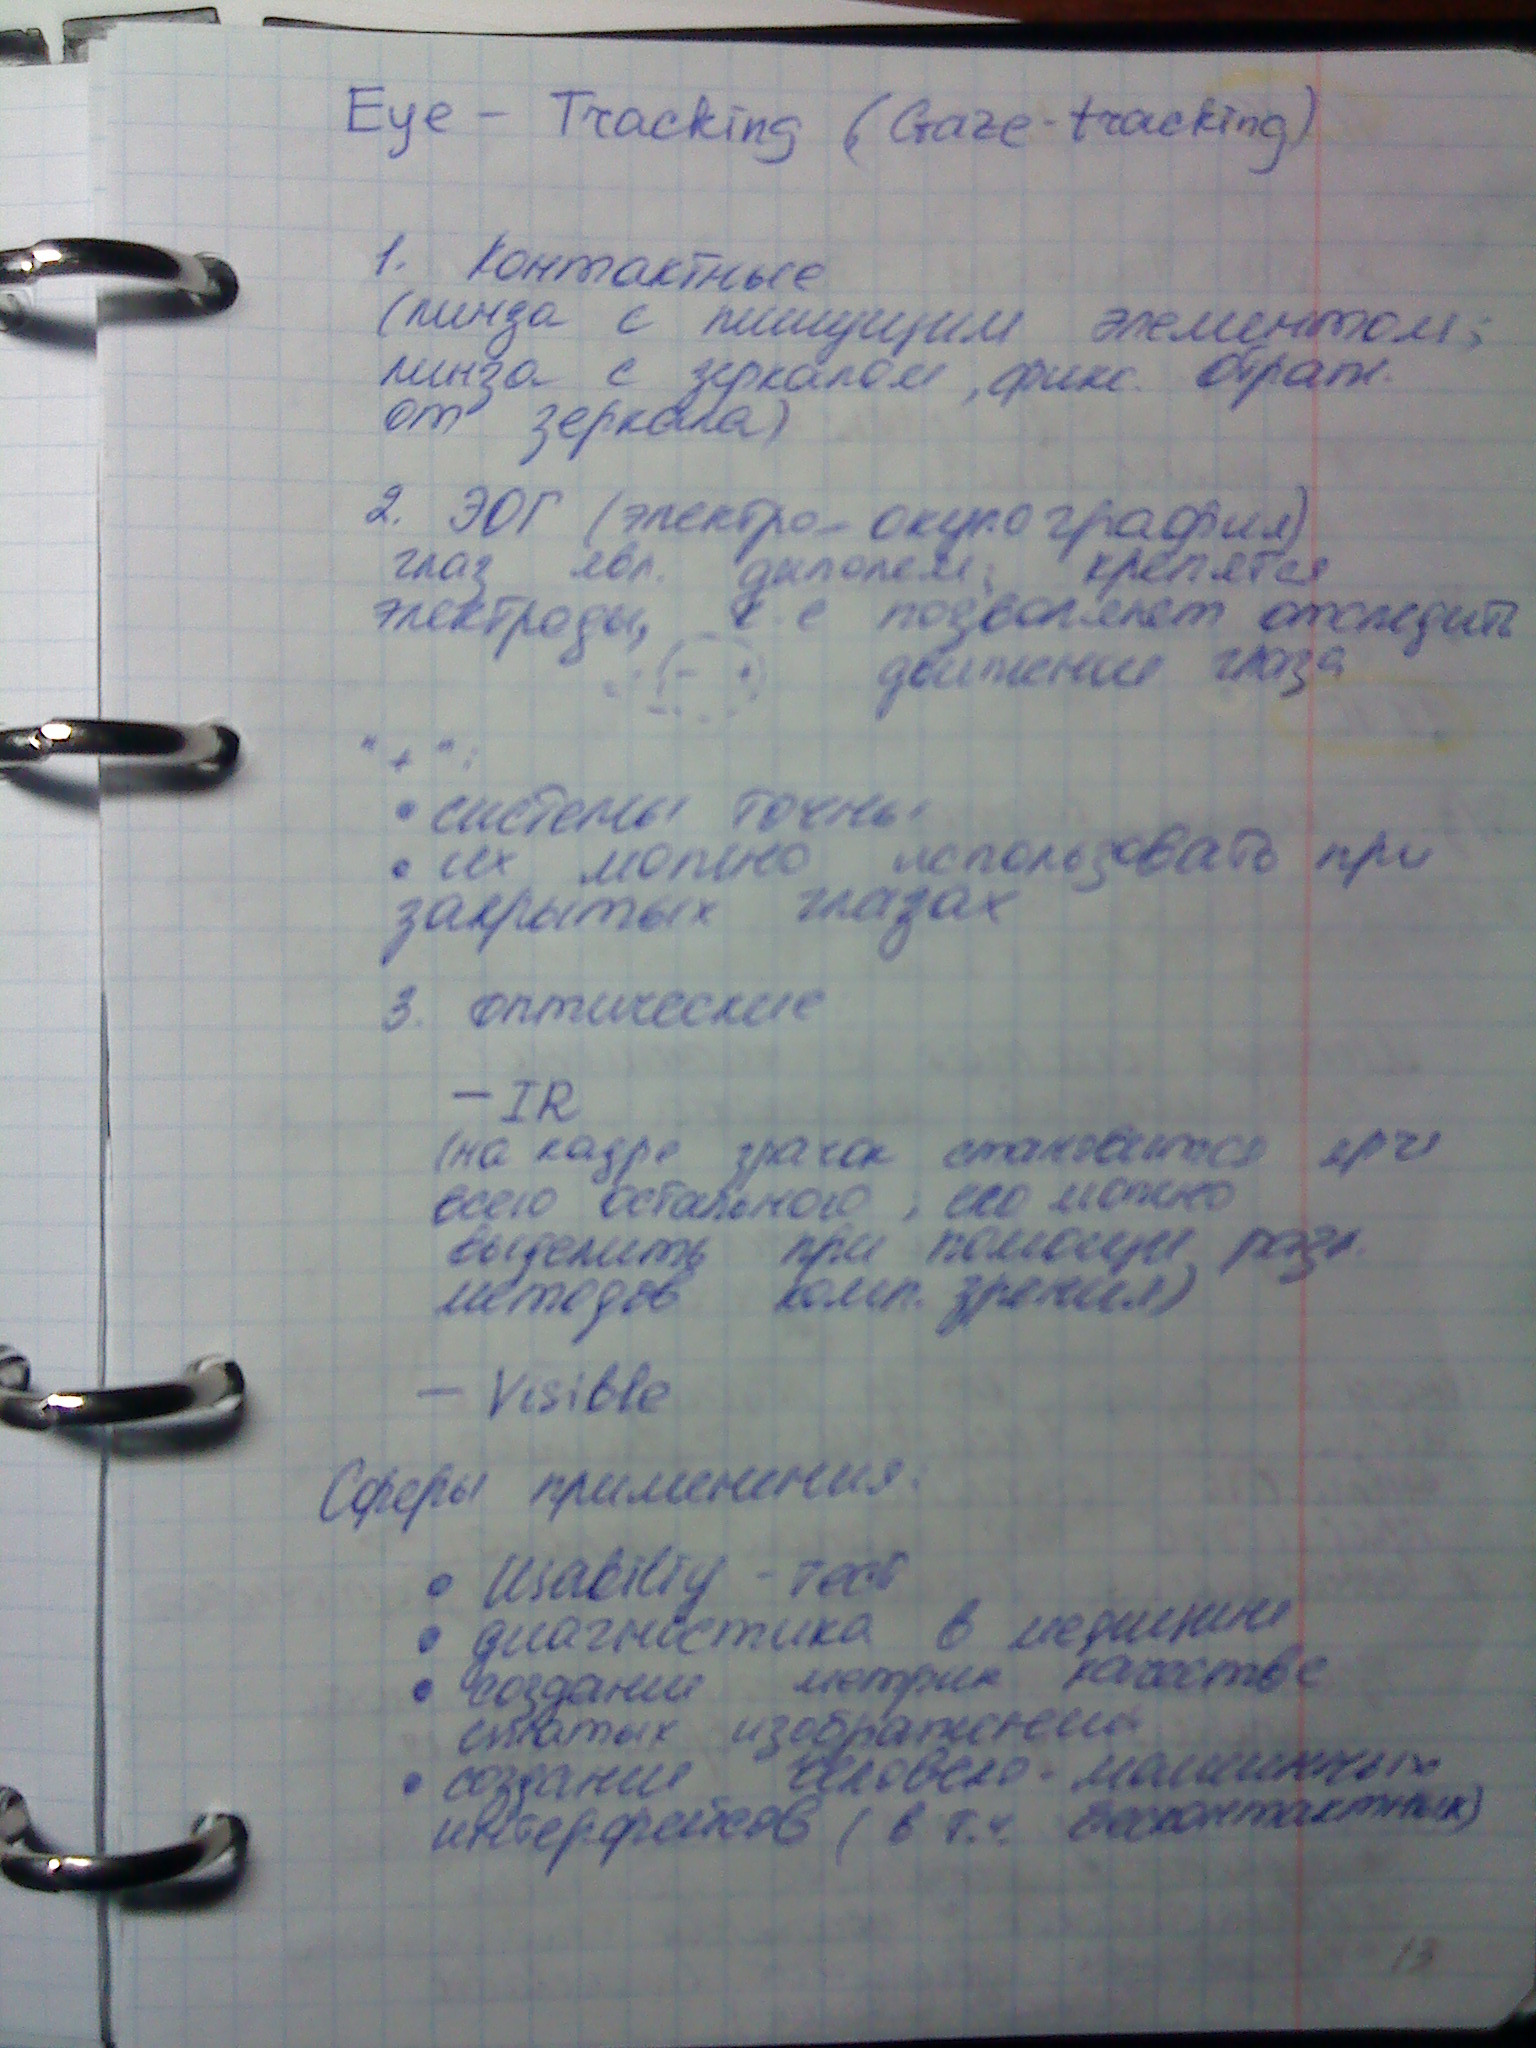 Eye - Tracking (Gaze-tracking)
1. Контактные
(линза с пишущим элементом;
линза с зеркалом, фикс. отраж.
от зеркала)
2. ЭОГ (электро-окулография)
глаз явл. диполем; крепятся
электроды, т.е позволяет отследить
- +
движение глаза
"+":
• системы точны
• их можно использовать при
закрытых глазах
3. оптические
- IR
(на кадре зрачок становится ярче
всего остального, его можно
выделить при помощи разл.
методов комп. зрения)
- Visible
Сферы применения:
• Usability - тест
• диагностика в медицине
• создание метрик качества
сжатых изображений
• создание человеко-машинных
интерфейсов (в т.ч. бесконтактных)
13